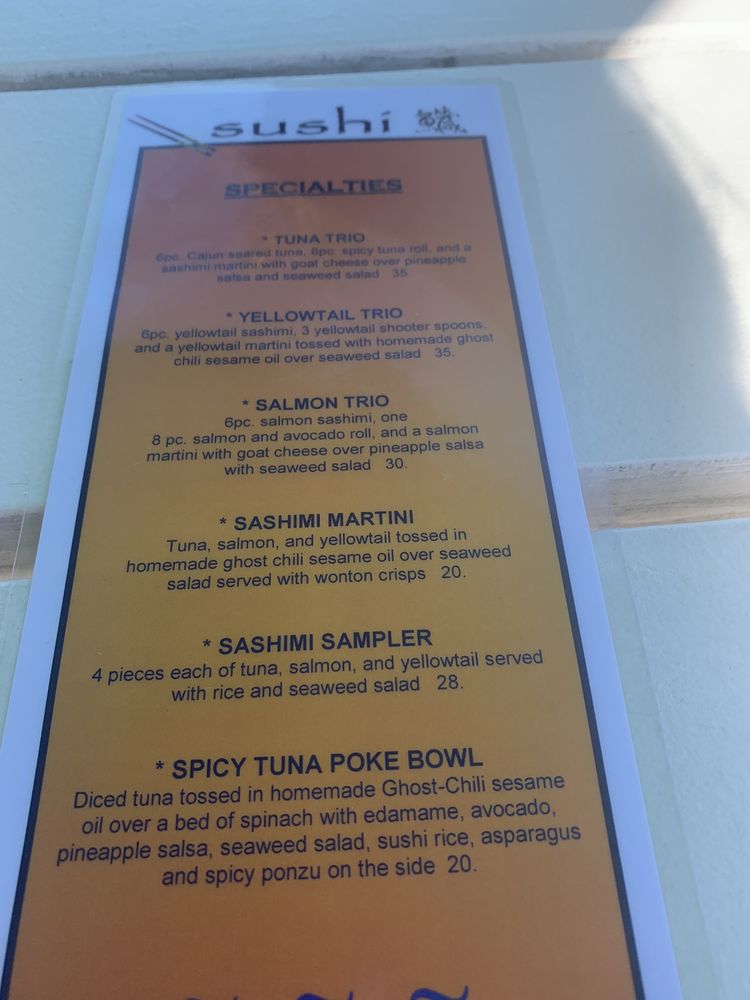 sushi
SPECIALTIES
* TUNA TRIO
6pc. Cajun seared tuna, 8pc. spicy tuna roll, and a
sashimi martini with goat cheese over pineapple
salsa and seaweed salad 35.
* YELLOWTAIL TRIO
6pc. yellowtail sashimi, 3 yellowtail shooter spoons,
and a yellowtail martini tossed with homemade ghost
chili sesame oil over seaweed salad 35.
* SALMON TRIO
6pc. salmon sashimi, one
8 pc. salmon and avocado roll, and a salmon
martini with goat cheese over pineapple salsa
with seaweed salad 30.
* SASHIMI MARTINI
Tuna, salmon, and yellowtail tossed in
homemade ghost chili sesame oil over seaweed
salad served with wonton crisps 20.
* SASHIMI SAMPLER
4 pieces each of tuna, salmon, and yellowtail served
with rice and seaweed salad 28.
* SPICY TUNA POKE BOWL
Diced tuna tossed in homemade Ghost-Chili sesame
oil over a bed of spinach with edamame, avocado,
pineapple salsa, seaweed salad, sushi rice, asparagus
and spicy ponzu on the side 20.